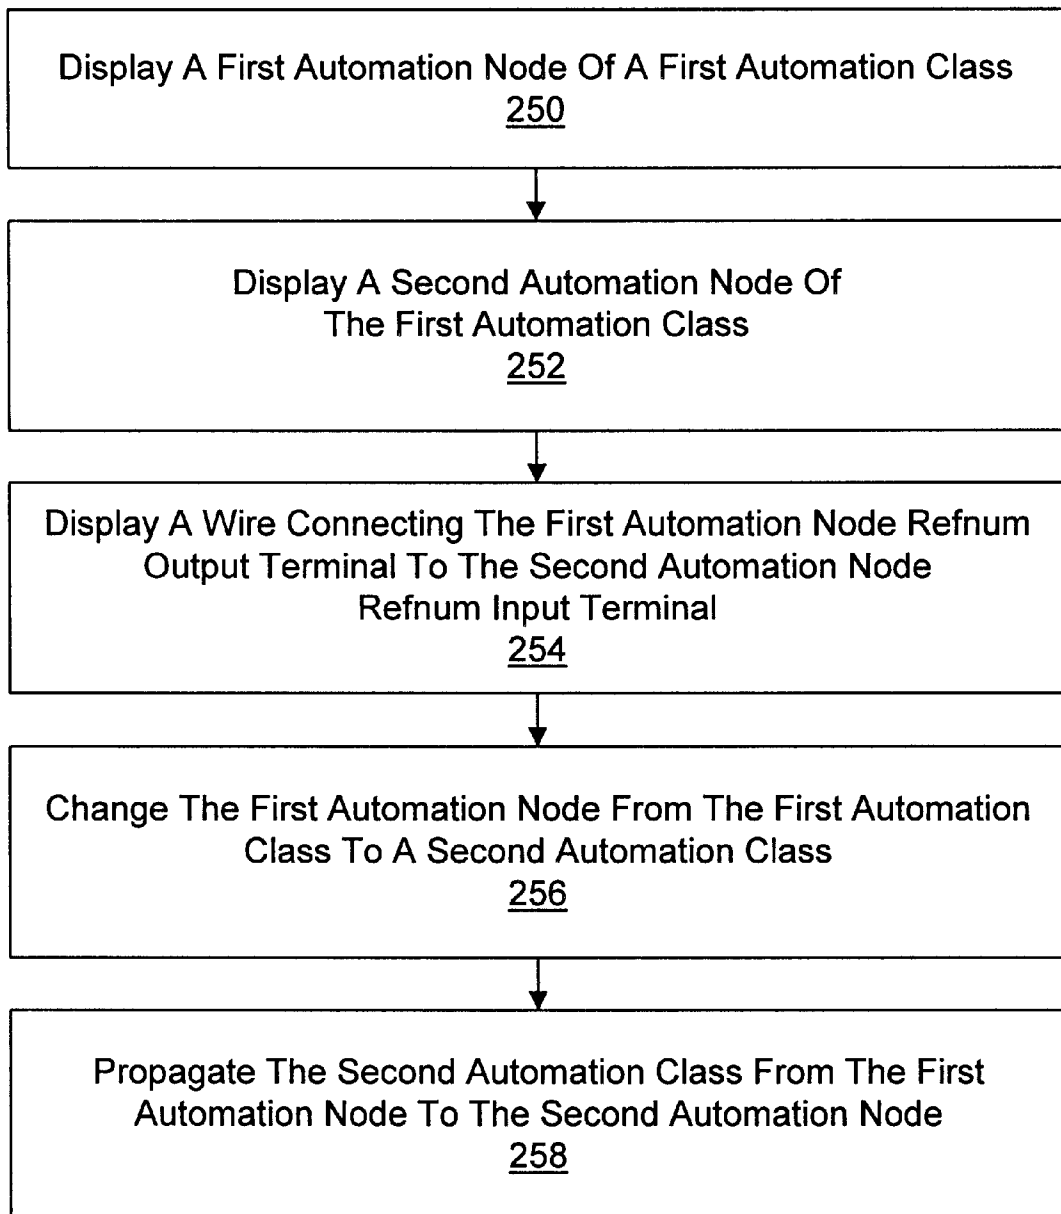 Display A First Automation Node Of A First Automation Class
250
Display A Second Automation Node Of
The First Automation Class
252
Display A Wire Connecting The First Automation Node Refnum
Output Terminal To The Second Automation Node
Refnum Input Terminal
254
Change The First Automation Node From The First Automation
Class To A Second Automation Class
256
Propagate The Second Automation Class From The First
Automation Node To The Second Automation Node
258